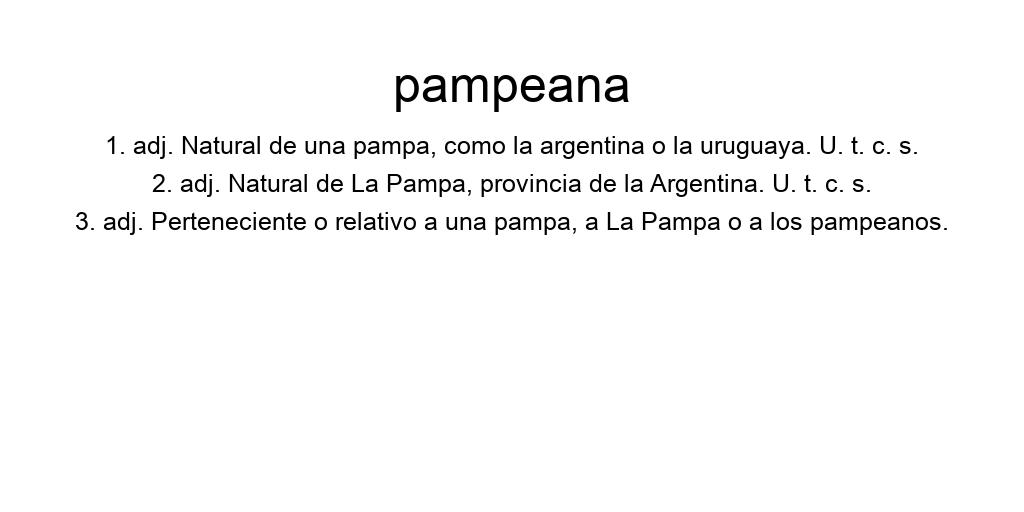 pampeana
1. adj. Natural de una pampa, como la argentina o la uruguaya. U. t. c. s.
2. adj. Natural de La Pampa, provincia de la Argentina. U. t. c. s.
3. adj. Perteneciente o relativo a una pampa, a La Pampa o a los pampeanos.